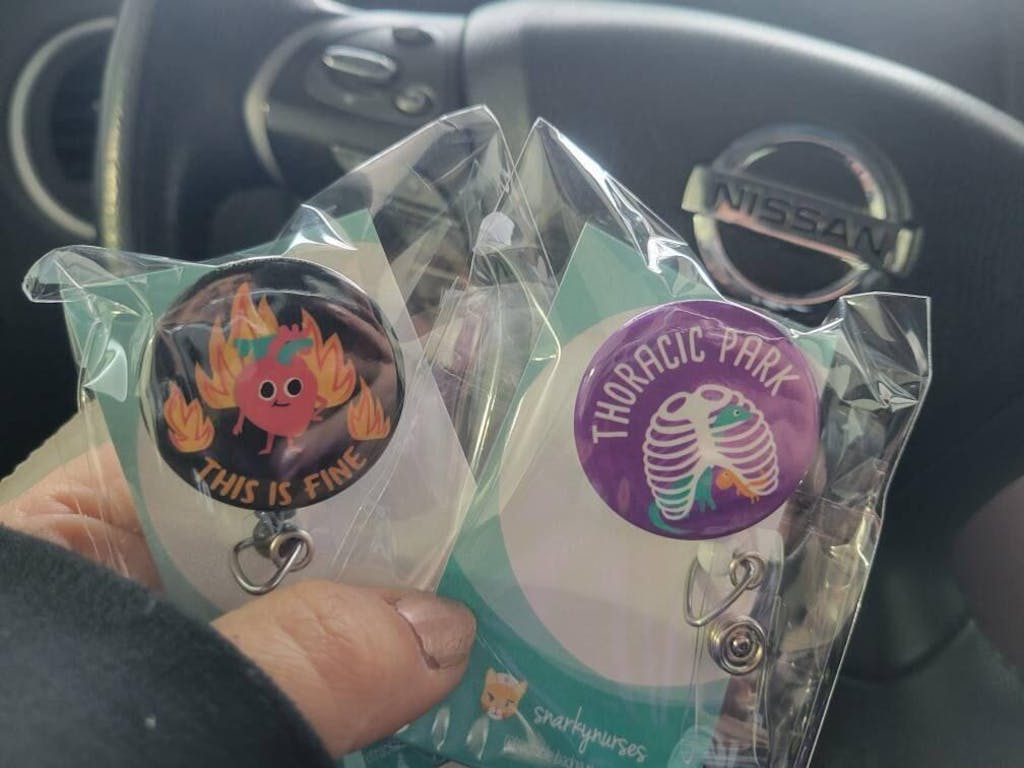 NISSAN
THIS IS FINE
THORACIC PARK
snarkynurses